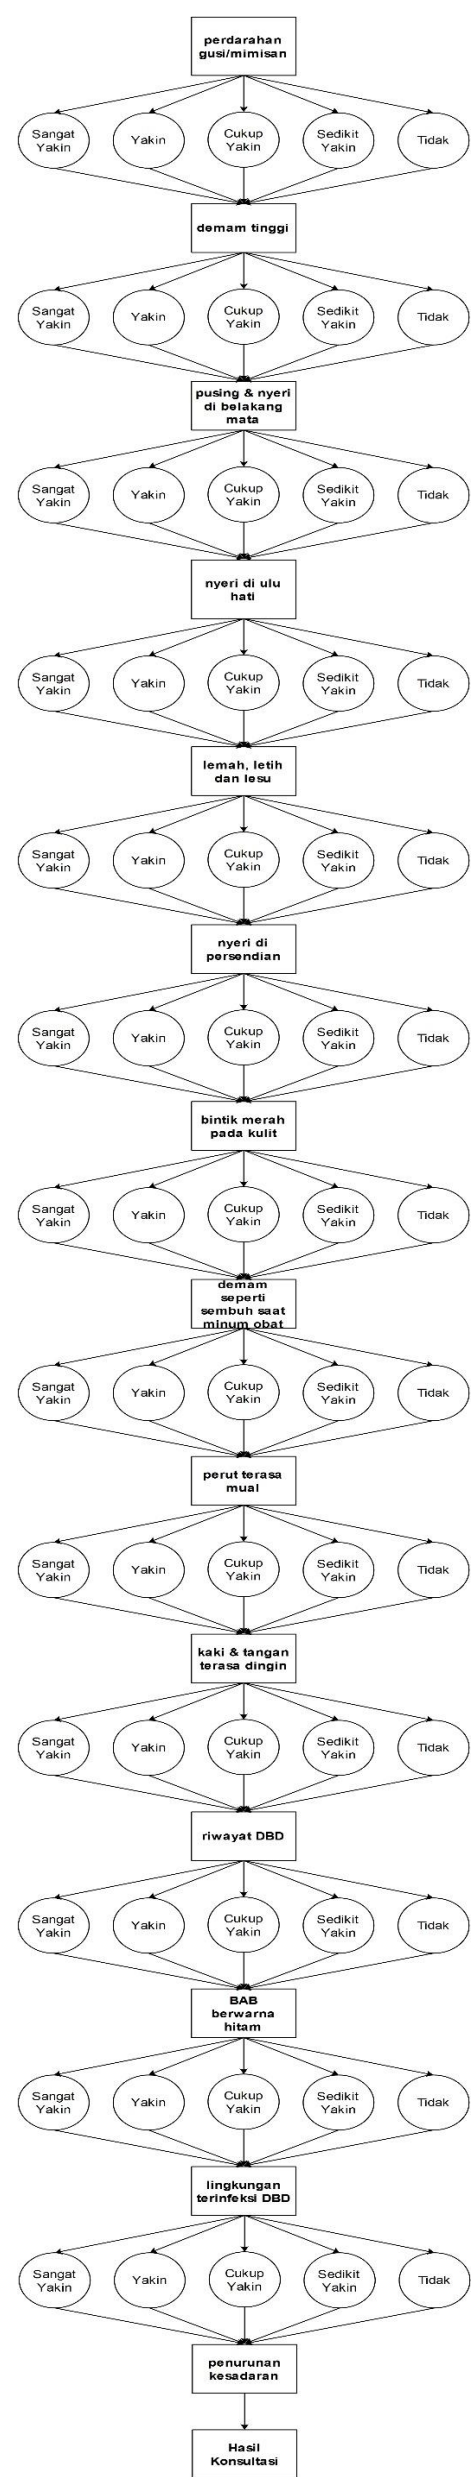 perdarahan
gusi/mimisan
Sangat
Yakin
Yakin
Cukup
Yakin
Sedikit
Yakin
Tidak
demam tinggi
Sangat
Yakin
Yakin
Cukup
Yakin
Sedikit
Yakin
Tidak
pusing & nyeri
di belakang
mata
Sangat
Yakin
Yakin
Cukup
Yakin
Sedikit
Yakin
Tidak
nyeri di ulu
hati
Sangat
Yakin
Yakin
Cukup
Yakin
Sedikit
Yakin
Tidak
lemah, letih
dan lesu
Sangat
Yakin
Yakin
Cukup
Yakin
Sedikit
Yakin
Tidak
nyeri di
persendian
Sangat
Yakin
Yakin
Cukup
Yakin
Sedikit
Yakin
Tidak
bintik merah
pada kulit
Sangat
Yakin
Yakin
Cukup
Yakin
Sedikit
Yakin
Tidak
demam
seperti
sembuh saat
minum obat
Sangat
Yakin
Yakin
Cukup
Yakin
Sedikit
Yakin
Tidak
perut terasa
mual
Sangat
Yakin
Yakin
Cukup
Yakin
Sedikit
Yakin
Tidak
kaki & tangan
terasa dingin
Sangat
Yakin
Yakin
Cukup
Yakin
Sedikit
Yakin
Tidak
riwayat DBD
Sangat
Yakin
Yakin
Cukup
Yakin
Sedikit
Yakin
Tidak
BAB
berwarna
hitam
Sangat
Yakin
Yakin
Cukup
Yakin
Sedikit
Yakin
Tidak
lingkungan
terinfeksi DBD
Sangat
Yakin
Yakin
Cukup
Yakin
Sedikit
Yakin
Tidak
penurunan
kesadaran
Hasil
Konsultasi